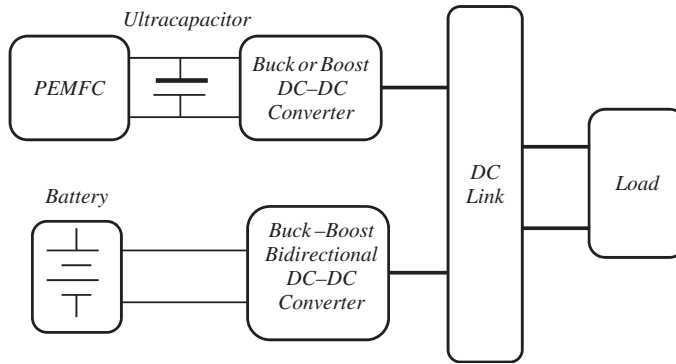 Ultracapacitor
PEMFC
Buck or Boost
DC–DC
Converter
DC
Link
Load
Battery
Buck–Boost
Bidirectional
DC–DC
Converter